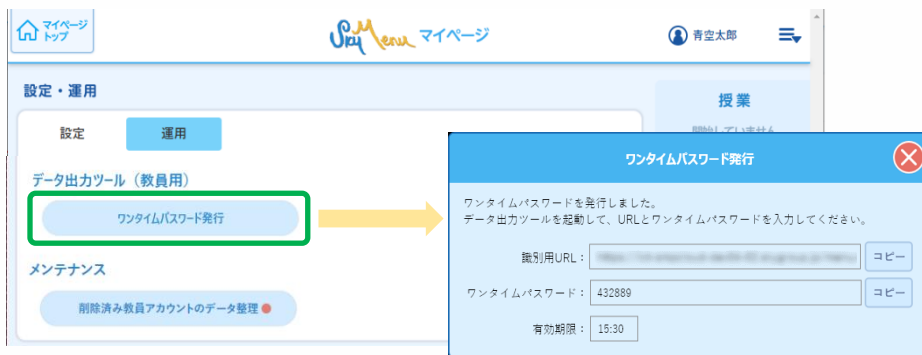 マイページ
トップ
SkyMenu マイページ
青空太郎
設定・運用
設定
運用
データ出力ツール（教員用）
ワンタイムパスワード発行
メンテナンス
削除済み教員アカウントのデータ整理
授業
開始していません
ワンタイムパスワード発行
ワンタイムパスワードを発行しました。
データ出力ツールを起動して、URLとワンタイムパスワードを入力してください。
識別用URL：
コピー
ワンタイムパスワード： 432889
コピー
有効期限： 15:30